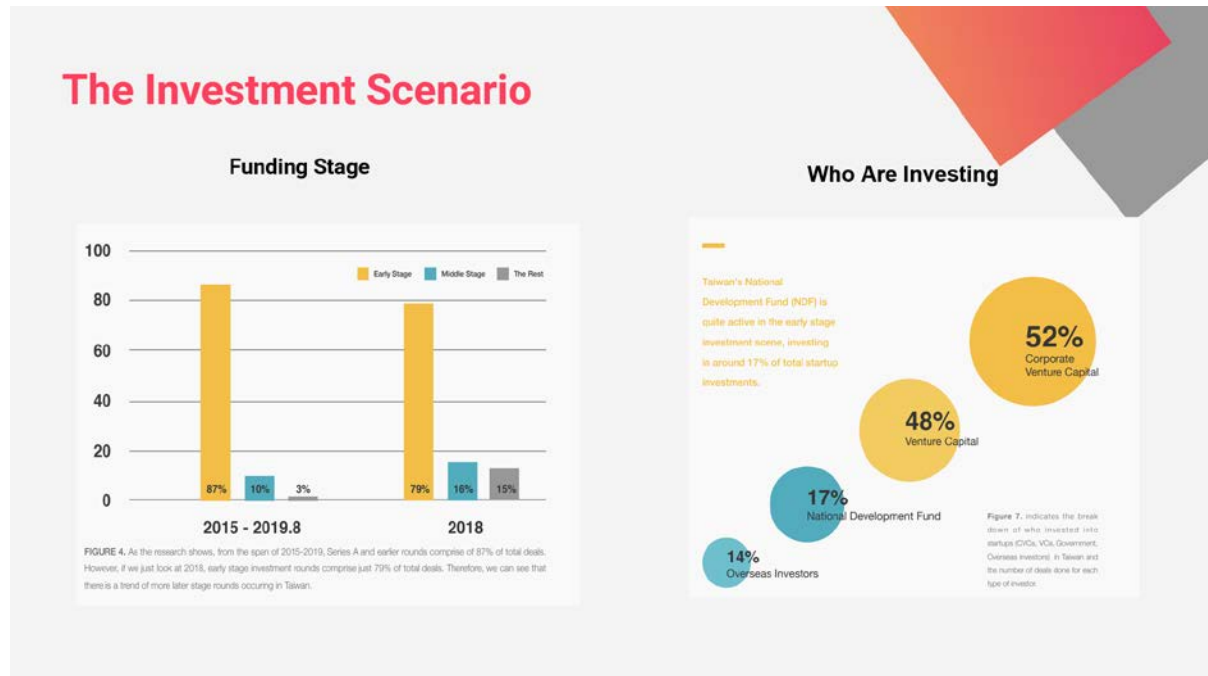 The Investment Scenario
Funding Stage
100
80
60
40
20
0
Early Stage
Middle Stage
The Rest
87%
10%
3%
79%
16%
15%
2015 - 2019.8
2018
FIGURE 4. As the research shows, from the span of 2015-2019, Series A and earlier rounds comprise of 87% of total deals.
However, if we just look at 2018, early stage investment rounds comprise just 79% of total deals. Therefore, we can see that
there is a trend of more later stage rounds occuring in Taiwan.
Who Are Investing
Taiwan's National
Development Fund (NDF) is
quite active in the early stage
investment scene, investing
in around 17% of total startup
investments.
52%
Corporate
Venture Capital
48%
Venture Capital
17%
National Development Fund
14%
Overseas Investors
Figure 7. indicates the break
down of who invested into
startups (CVCs, VCs, Government,
Overseas investors) in Taiwan and
the number of deals done for each
type of investor.